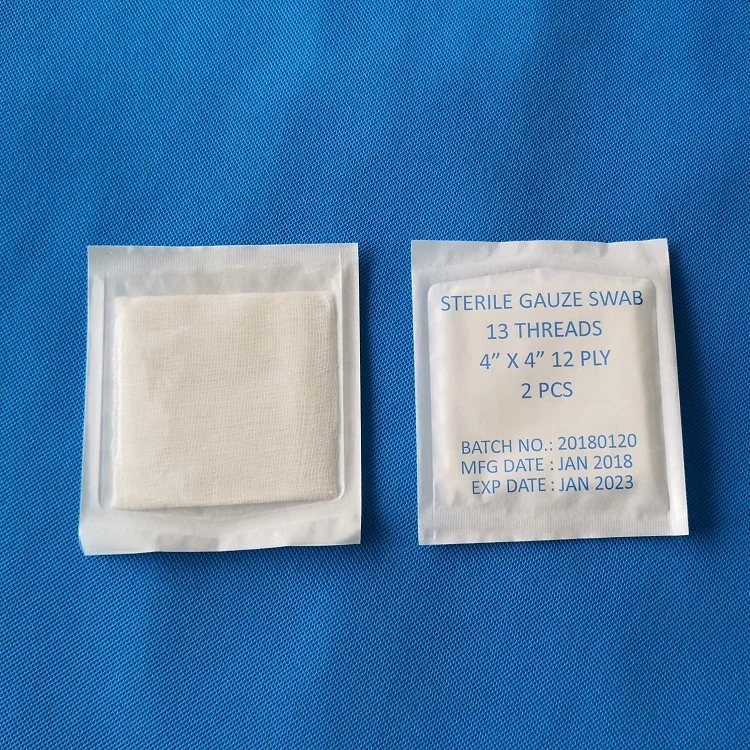 STERILE GAUZE SWAB
13 THREADS
4” X 4” 12 PLY
2 PCS
BATCH NO.: 20180120
MFG DATE : JAN 2018
EXP DATE : JAN 2023